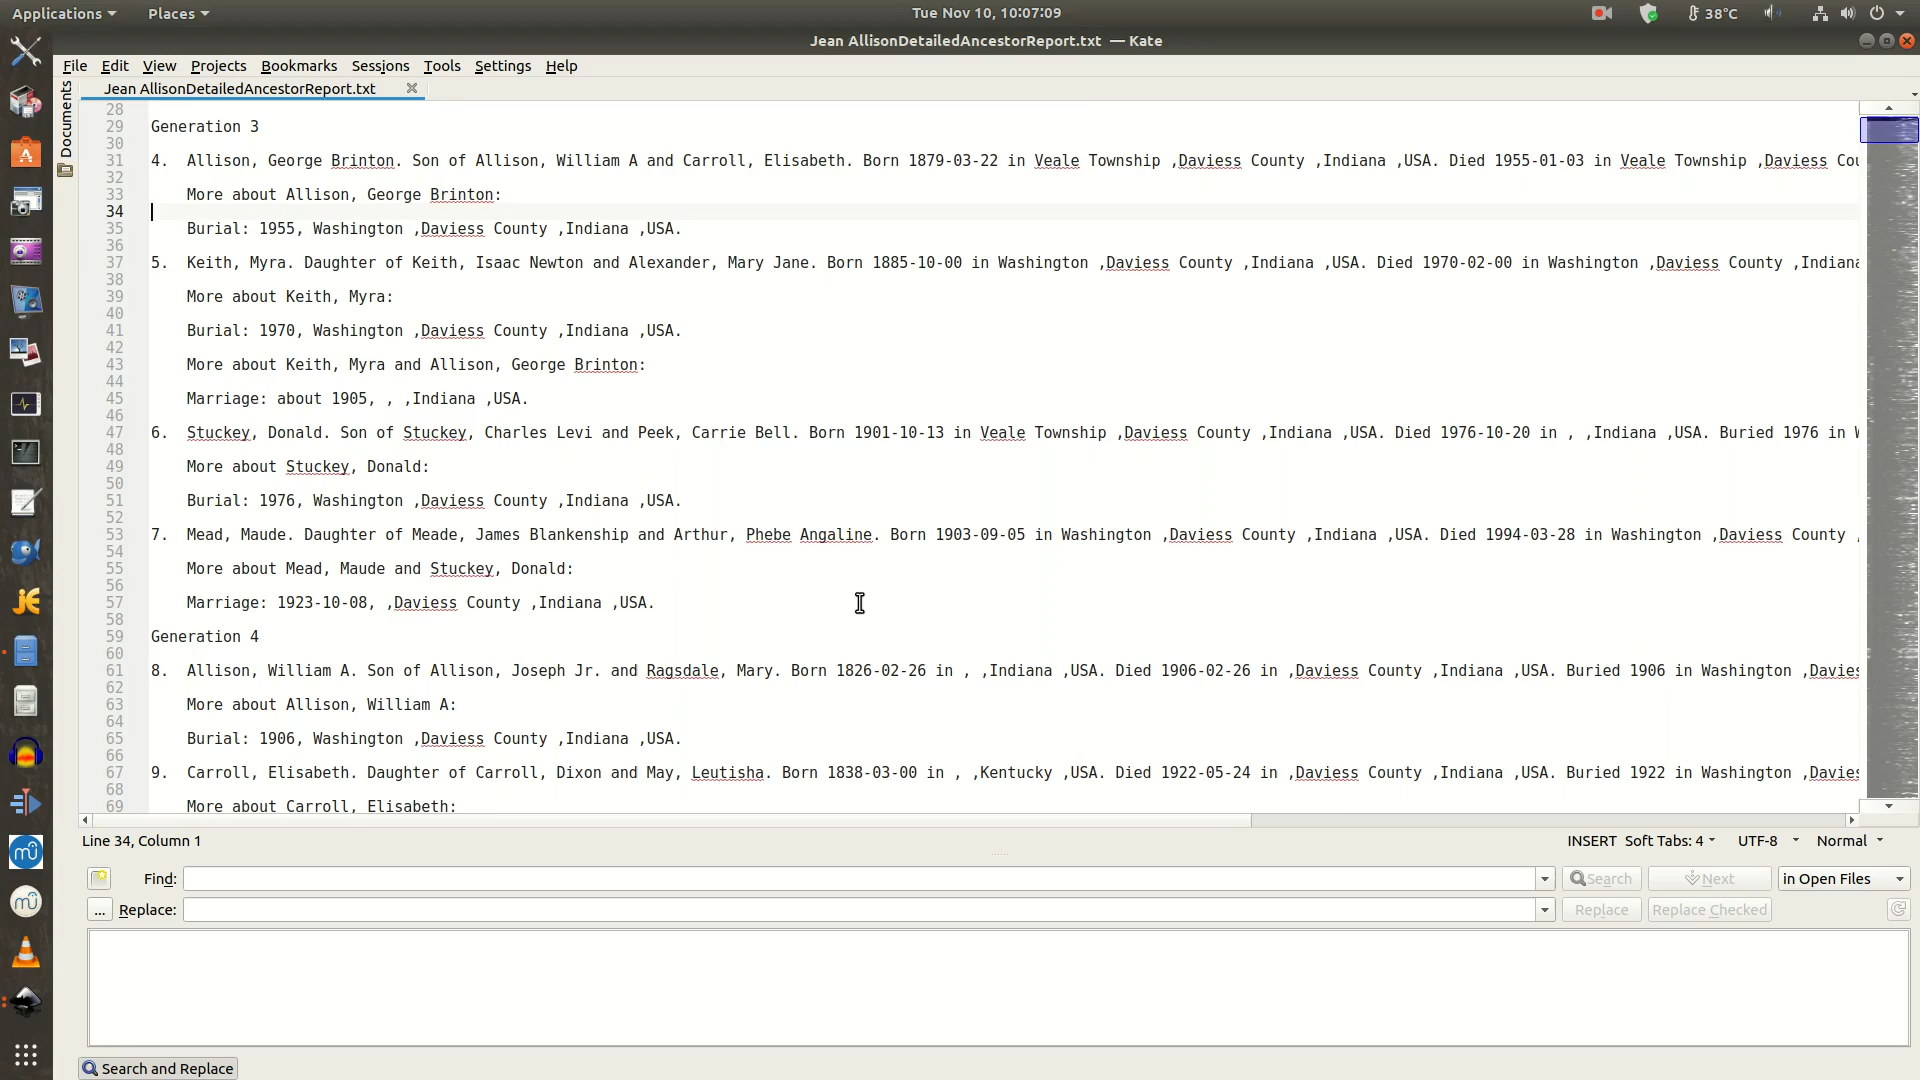 Applications Places Tue Nov 10, 10:07:09 38°C
Jean AllisonDetailedAncestorReport.txt — Kate
File Edit View Projects Bookmarks Sessions Tools Settings Help
Documents
Jean AllisonDetailedAncestorReport.txt
28
29 Generation 3
30
31 4. Allison, George Brinton. Son of Allison, William A and Carroll, Elisabeth. Born 1879-03-22 in Veale Township ,Daviess County ,Indiana ,USA. Died 1955-01-03 in Veale Township ,Daviess Cou
32
33 More about Allison, George Brinton:
34
35 Burial: 1955, Washington ,Daviess County ,Indiana ,USA.
36
37 5. Keith, Myra. Daughter of Keith, Isaac Newton and Alexander, Mary Jane. Born 1885-10-00 in Washington ,Daviess County ,Indiana ,USA. Died 1970-02-00 in Washington ,Daviess County ,Indiana
38
39 More about Keith, Myra:
40
41 Burial: 1970, Washington ,Daviess County ,Indiana ,USA.
42
43 More about Keith, Myra and Allison, George Brinton:
44
45 Marriage: about 1905, , ,Indiana ,USA.
46
47 6. Stuckey, Donald. Son of Stuckey, Charles Levi and Peek, Carrie Bell. Born 1901-10-13 in Veale Township ,Daviess County ,Indiana ,USA. Died 1976-10-20 in , ,Indiana ,USA. Buried 1976 in W
48
49 More about Stuckey, Donald:
50
51 Burial: 1976, Washington ,Daviess County ,Indiana ,USA.
52
53 7. Mead, Maude. Daughter of Meade, James Blankenship and Arthur, Phebe Angaline. Born 1903-09-05 in Washington ,Daviess County ,Indiana ,USA. Died 1994-03-28 in Washington ,Daviess County ,
54
55 More about Mead, Maude and Stuckey, Donald:
56
57 Marriage: 1923-10-08, ,Daviess County ,Indiana ,USA.
58
59 Generation 4
60
61 8. Allison, William A. Son of Allison, Joseph Jr. and Ragsdale, Mary. Born 1826-02-26 in , ,Indiana ,USA. Died 1906-02-26 in ,Daviess County ,Indiana ,USA. Buried 1906 in Washington ,Davies
62
63 More about Allison, William A:
64
65 Burial: 1906, Washington ,Daviess County ,Indiana ,USA.
66
67 9. Carroll, Elisabeth. Daughter of Carroll, Dixon and May, Leutisha. Born 1838-03-00 in , ,Kentucky ,USA. Died 1922-05-24 in ,Daviess County ,Indiana ,USA. Buried 1922 in Washington ,Davies
68
69 More about Carroll, Elisabeth:
Line 34, Column 1 INSERT Soft Tabs: 4 UTF-8 Normal
Find: Search Next in Open Files
... Replace: Replace Replace Checked
Search and Replace